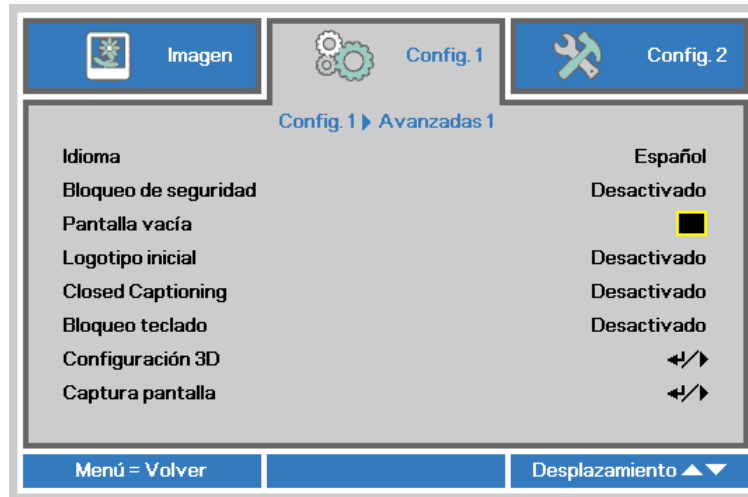 Imagen Config. 1 Config. 2
Config. 1 ▶ Avanzadas 1
Idioma Español
Bloqueo de seguridad Desactivado
Pantalla vacía
Logotipo inicial Desactivado
Closed Captioning Desactivado
Bloqueo teclado Desactivado
Configuración 3D ↵/▶
Captura pantalla ↵/▶
Menú = Volver Desplazamiento ▲▼